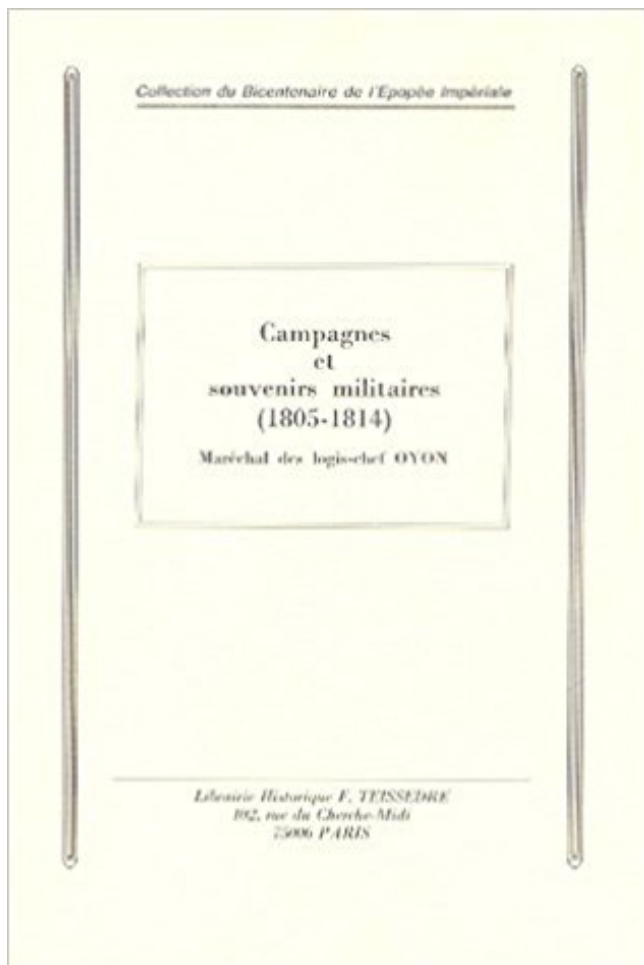 Collection du Bicentenaire de l'Epopée Impériale
Campagnes
et
souvenirs militaires
(1805-1814)
Maréchal des logis-chef OYON
Librairie Historique F. TEISSEDRE
102, rue du Cherche-Midi
75006 PARIS